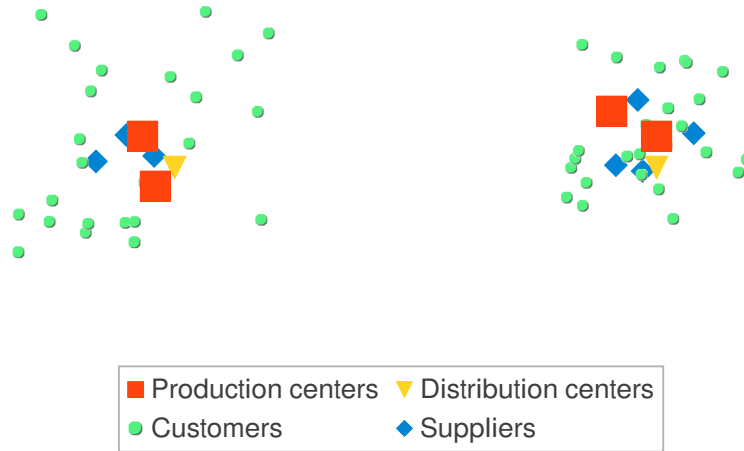 Production centers
Distribution centers
Customers
Suppliers